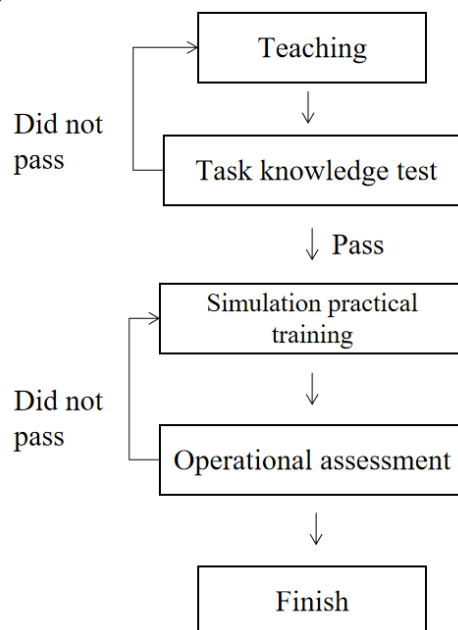 Teaching
Did not
pass
Task knowledge test
Pass
Simulation practical
training
Did not
pass
Operational assessment
Finish